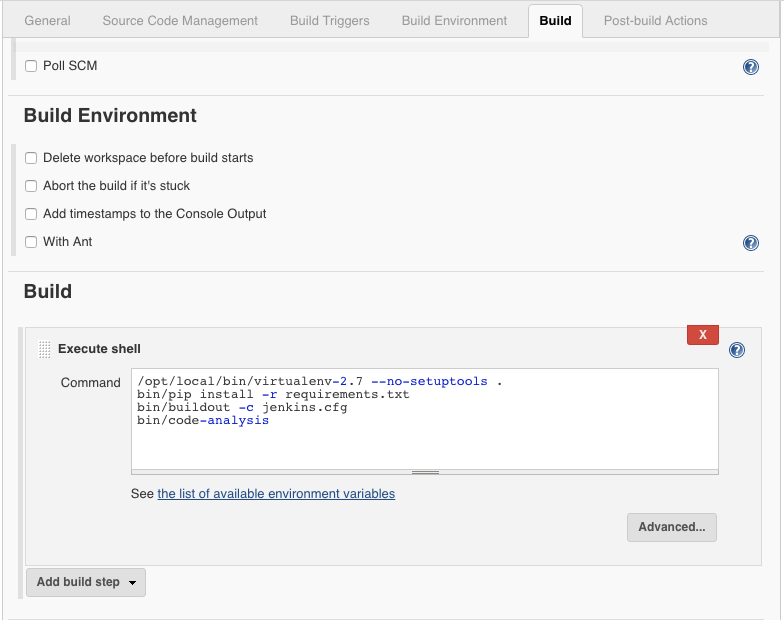 General Source Code Management Build Triggers Build Environment Build Post-build Actions
Poll SCM
Build Environment
Delete workspace before build starts
Abort the build if it's stuck
Add timestamps to the Console Output
With Ant
Build
X
Execute shell
Command
/opt/local/bin/virtualenv-2.7 --no-setuptools .
bin/pip install -r requirements.txt
bin/buildout -c jenkins.cfg
bin/code-analysis
See the list of available environment variables
Advanced...
Add build step